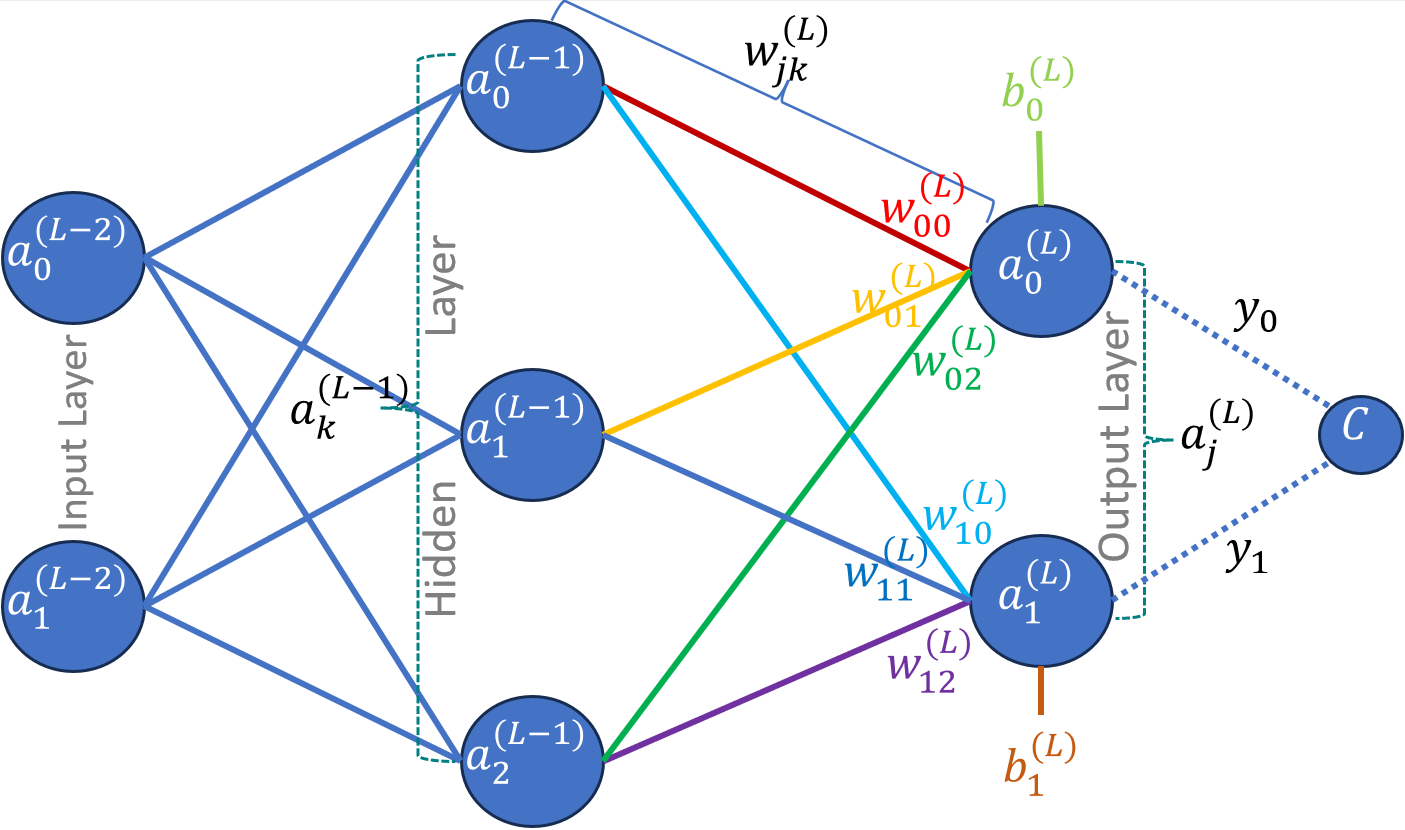 a_0^{(L-1)}
w_{jk}^{(L)}
b_0^{(L)}
a_0^{(L-2)}
w_{00}^{(L)}
a_0^{(L)}
w_{01}^{(L)}
w_{02}^{(L)}
y_0
Input Layer
Hidden Layer
a_k^{(L-1)}
a_1^{(L-1)}
Output Layer
a_j^{(L)}
C
w_{10}^{(L)}
w_{11}^{(L)}
y_1
a_1^{(L-2)}
a_1^{(L)}
w_{12}^{(L)}
a_2^{(L-1)}
b_1^{(L)}